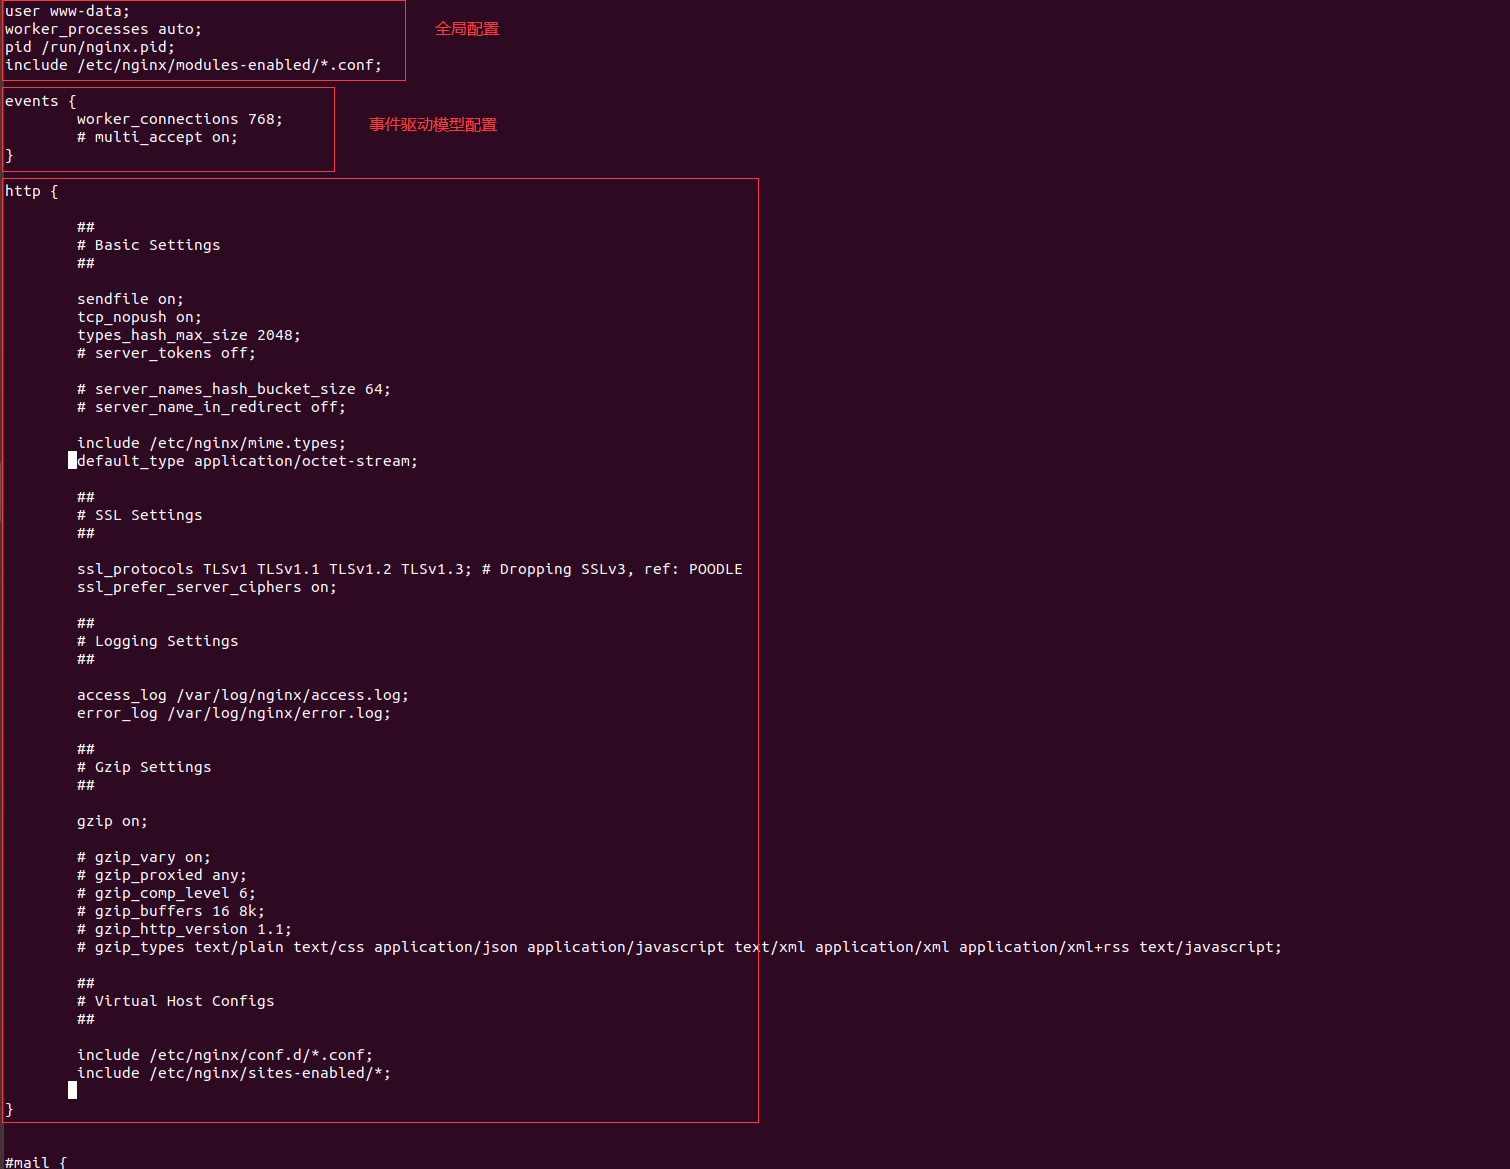 user www-data;
worker_processes auto;
全局配置
pid /run/nginx.pid;
include /etc/nginx/modules-enabled/*.conf;
events {
worker_connections 768;
事件驱动模型配置
# multi_accept on;
}
http {
##
# Basic Settings
##
sendfile on;
tcp_nopush on;
types_hash_max_size 2048;
# server_tokens off;
# server_names_hash_bucket_size 64;
# server_name_in_redirect off;
include /etc/nginx/mime.types;
default_type application/octet-stream;
##
# SSL Settings
##
ssl_protocols TLSv1 TLSv1.1 TLSv1.2 TLSv1.3; # Dropping SSLv3, ref: POODLE
ssl_prefer_server_ciphers on;
##
# Logging Settings
##
access_log /var/log/nginx/access.log;
error_log /var/log/nginx/error.log;
##
# Gzip Settings
##
gzip on;
# gzip_vary on;
# gzip_proxied any;
# gzip_comp_level 6;
# gzip_buffers 16 8k;
# gzip_http_version 1.1;
# gzip_types text/plain text/css application/json application/javascript text/xml application/xml application/xml+rss text/javascript;
##
# Virtual Host Configs
##
include /etc/nginx/conf.d/*.conf;
include /etc/nginx/sites-enabled/*;
}
#mail {